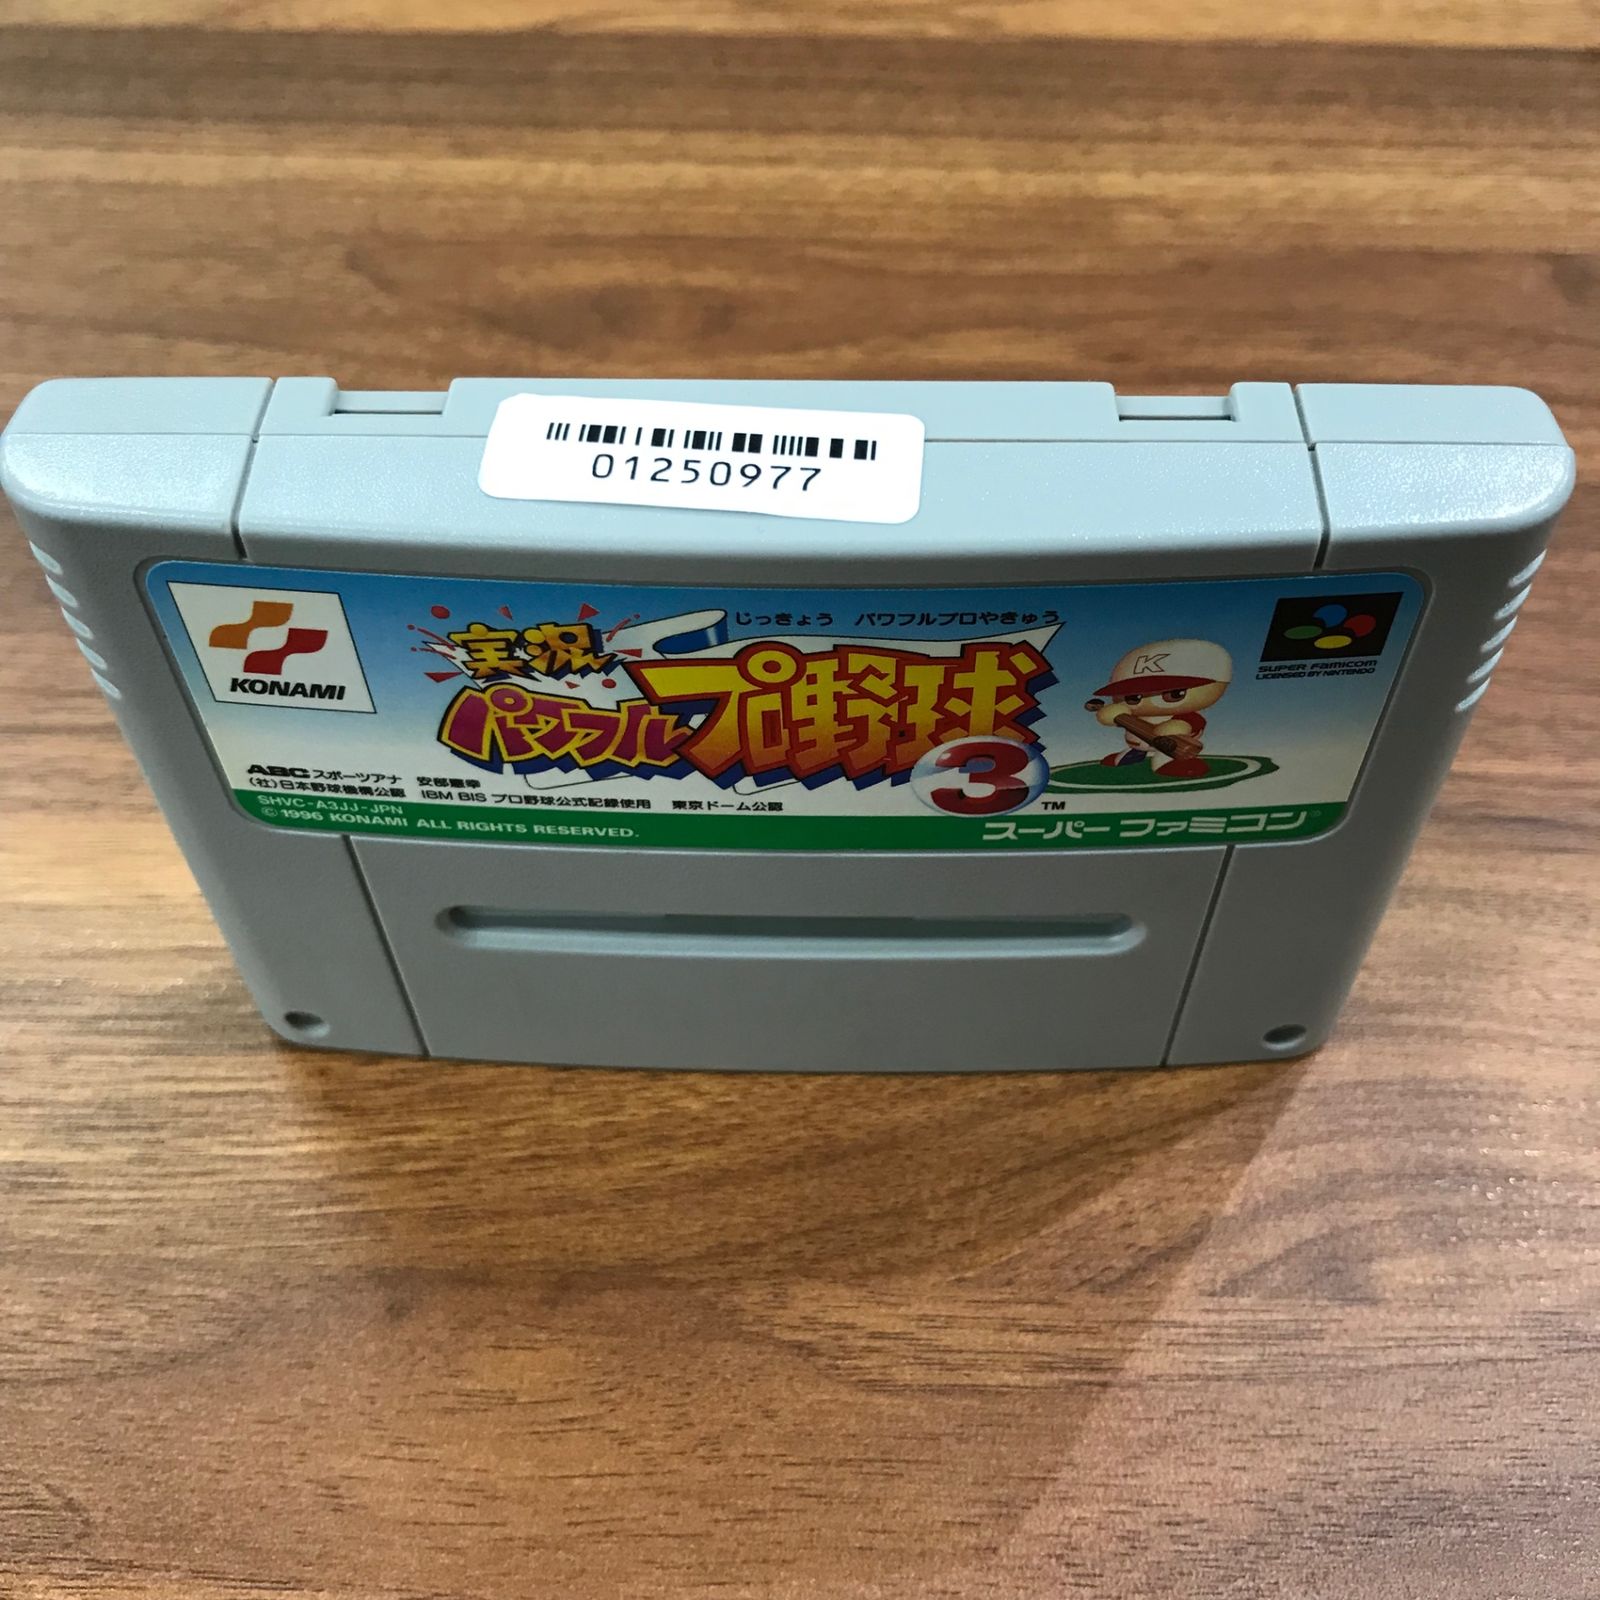 01250977
KONAMI
じっきょう パワフルプロやきゅう
実況
パワフルプロ野球3
TM
K
SUPER FAMICOM
LICENSED BY NINTENDO
ABCスポーツアナ 安部憲幸
(社)日本野球機構公認 IBM BIS プロ野球公式記録使用 東京ドーム公認
SHVC-A3JJ-JPN
© 1996 KONAMI ALL RIGHTS RESERVED.
スーパーファミコン®